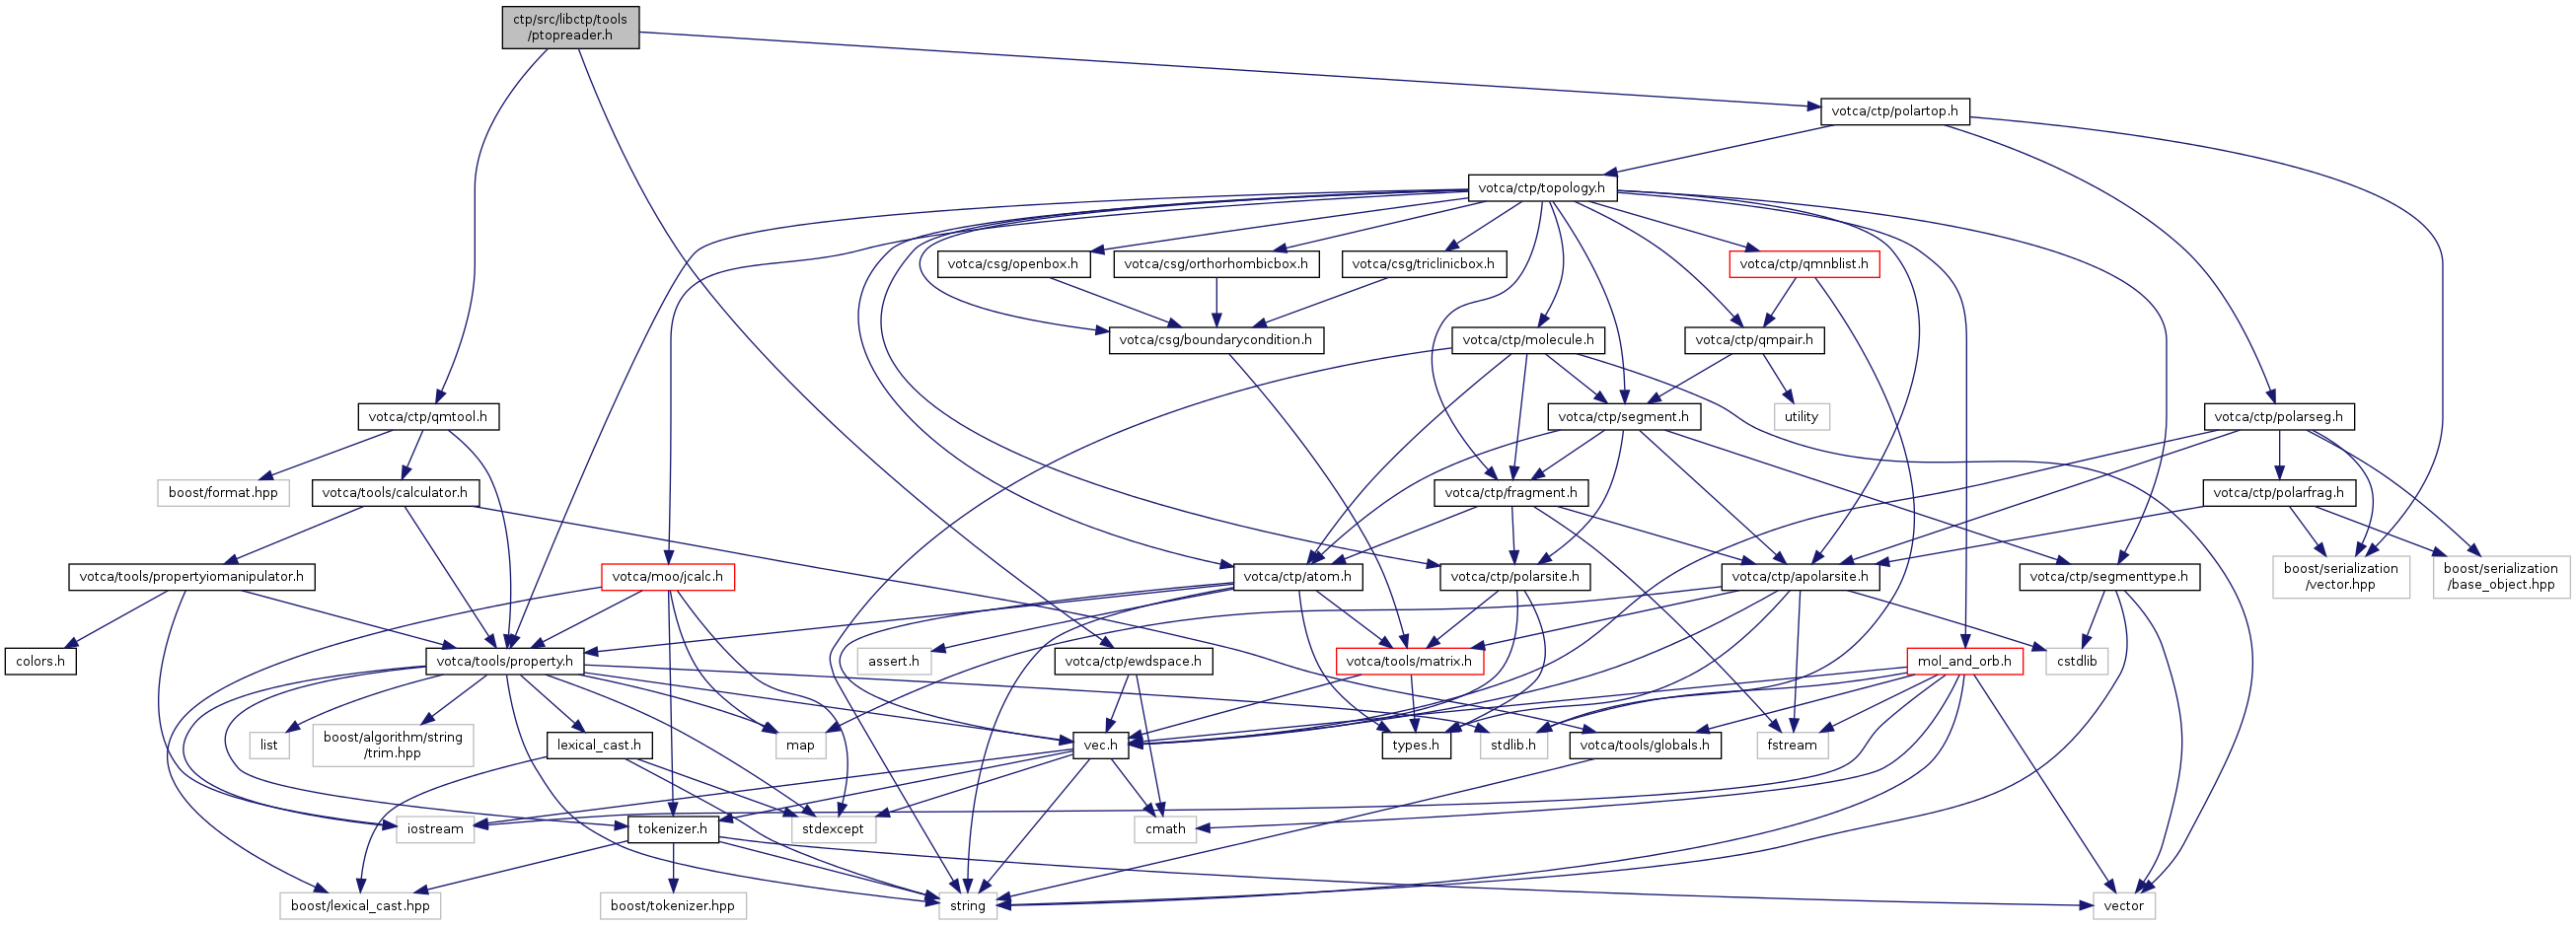 ctp/src/libctp/tools
/ptopreader.h
votca/ctp/polartop.h
votca/ctp/topology.h
votca/csg/openbox.h
votca/csg/orthorhombicbox.h
votca/csg/triclinicbox.h
votca/ctp/qmnblist.h
votca/csg/boundarycondition.h
votca/ctp/molecule.h
votca/ctp/qmpair.h
votca/ctp/qmtool.h
votca/ctp/segment.h
utility
votca/ctp/polarseg.h
boost/format.hpp
votca/tools/calculator.h
votca/ctp/fragment.h
votca/ctp/polarfrag.h
votca/tools/propertyiomanipulator.h
votca/moo/jcalc.h
votca/ctp/atom.h
votca/ctp/polarsite.h
votca/ctp/apolarsite.h
votca/ctp/segmenttype.h
boost/serialization
/vector.hpp
boost/serialization
/base_object.hpp
colors.h
votca/tools/property.h
assert.h
votca/ctp/ewdspace.h
votca/tools/matrix.h
mol_and_orb.h
cstdlib
list
boost/algorithm/string
/trim.hpp
lexical_cast.h
map
vec.h
types.h
stdlib.h
votca/tools/globals.h
fstream
iostream
tokenizer.h
stdexcept
cmath
boost/lexical_cast.hpp
boost/tokenizer.hpp
string
vector